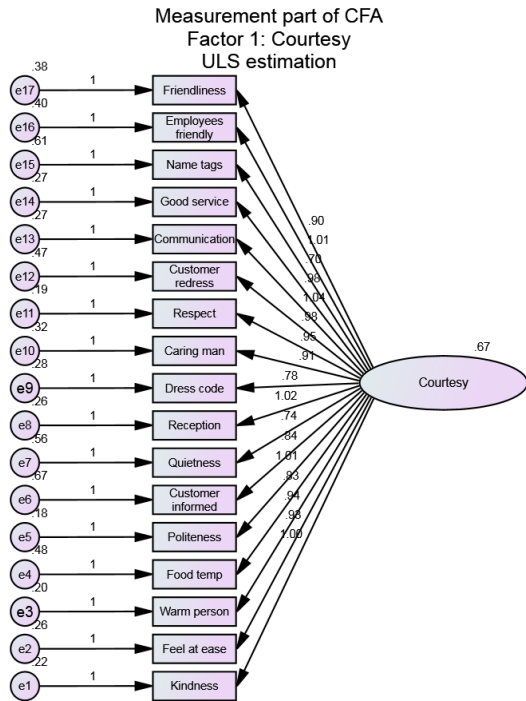 Measurement part of CFA
Factor 1: Courtesy
ULS estimation
.38
e17 1 Friendliness
.40
e16 1 Employees
friendly
.61
e15 1 Name tags
.27
e14 1 Good service
.27
e13 1 Communication
.47
e12 1 Customer
redress
.19
e11 1 Respect
.32
e10 1 Caring man
.28
e9 1 Dress code
.26
e8 1 Reception
.56
e7 1 Quietness
.67
e6 1 Customer
informed
.18
e5 1 Politeness
.48
e4 1 Food temp
.20
e3 1 Warm person
.26
e2 1 Feel at ease
.22
e1 1 Kindness
.90
1.01
.70
.98
1.04
.98
.95
.91
.78
1.02
.74
.84
1.01
.83
.94
.93
1.00
.67
Courtesy